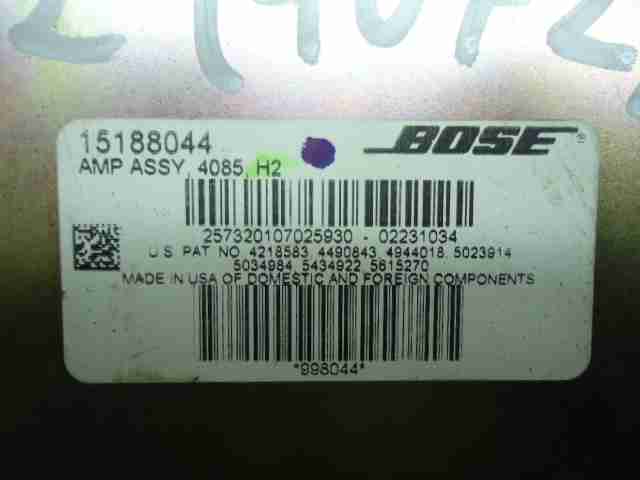 15188044 BOSE®
AMP ASSY, 4085, H2
257320107025930 - 02231034
U S PAT NO 4218583, 4490843, 4944018, 5023914
5034984, 5434922, 5615270
MADE IN USA OF DOMESTIC AND FOREIGN COMPONENTS
*998044*